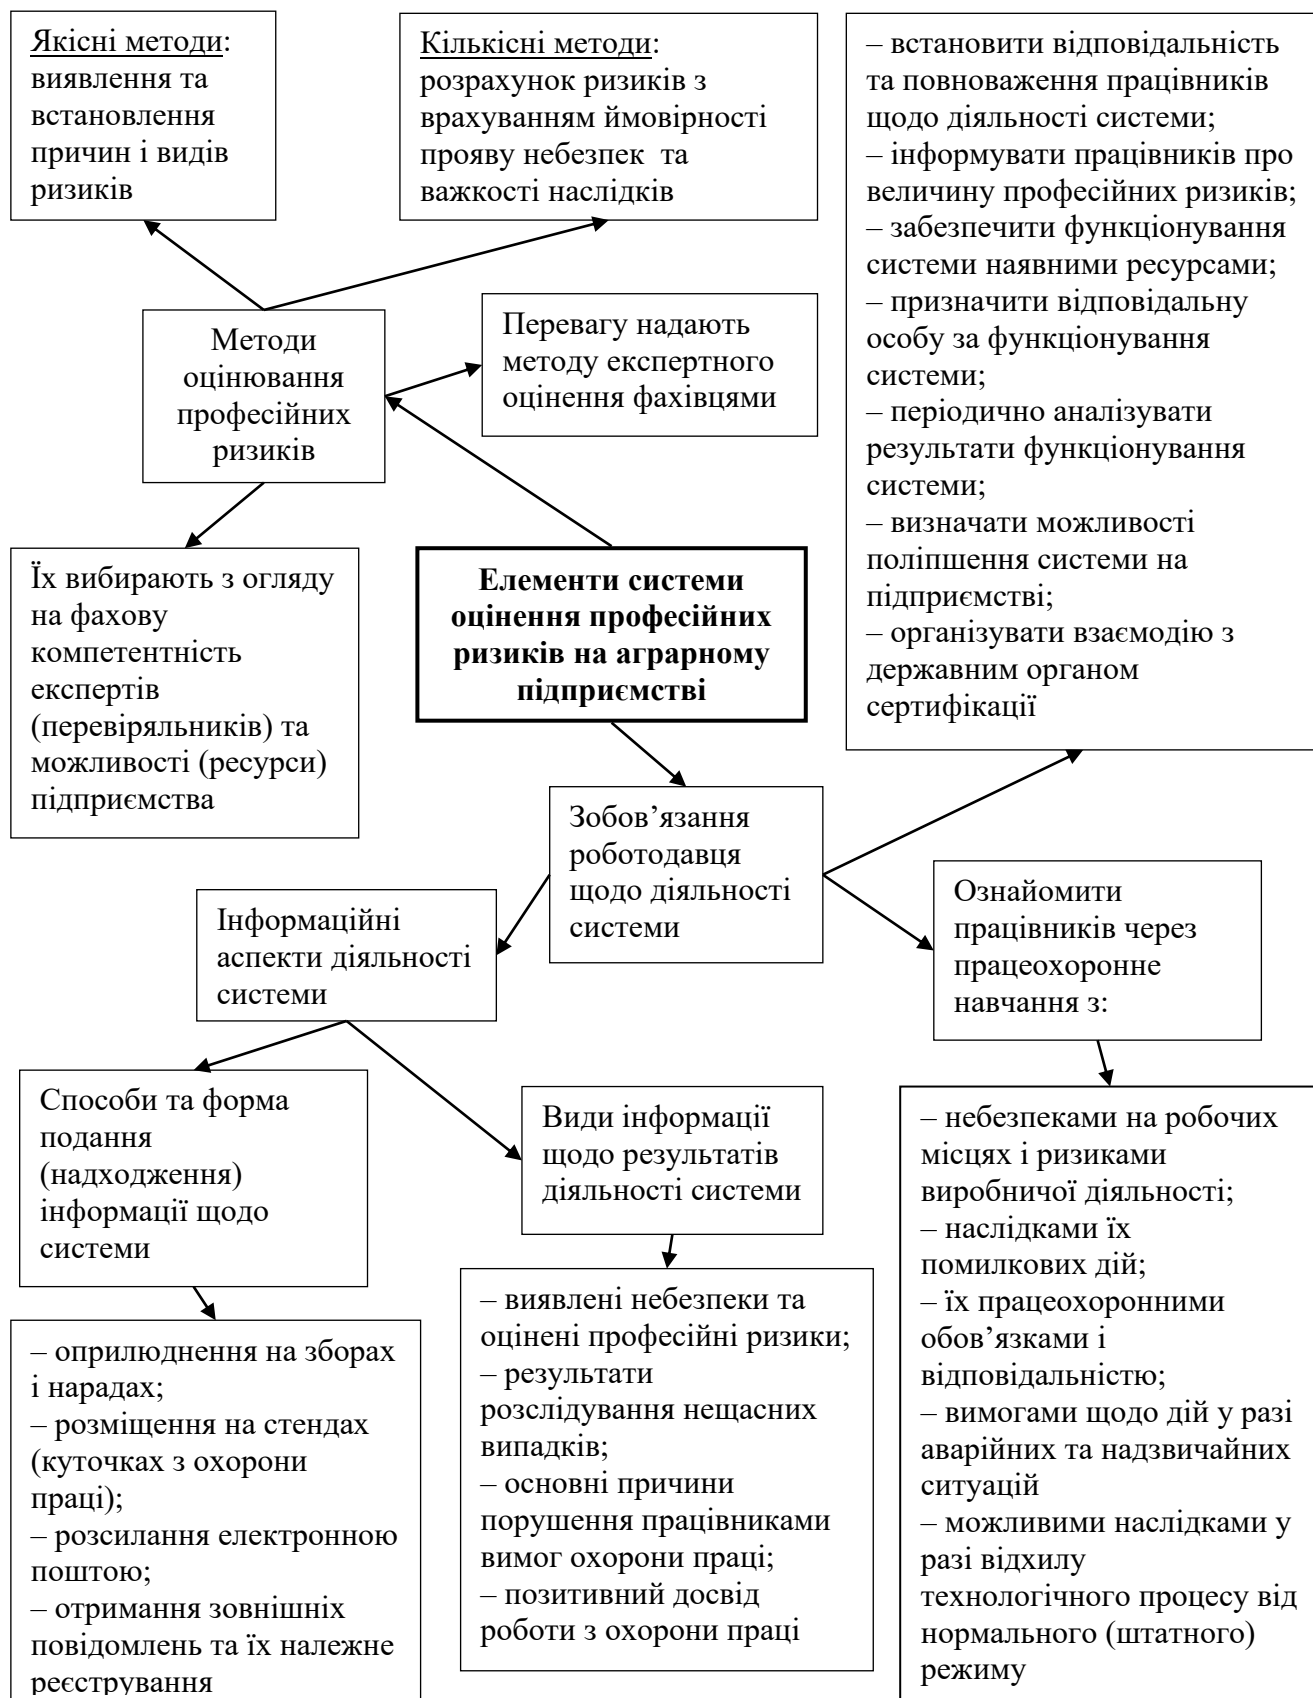 Якісні методи:
виявлення та
встановлення
причин і видів
ризиків
Кількісні методи:
розрахунок ризиків з
врахуванням ймовірності
прояву небезпек та
важкості наслідків
– встановити відповідальність
та повноваження працівників
щодо діяльності системи;
– інформувати працівників про
величину професійних ризиків;
– забезпечити функціонування
системи наявними ресурсами;
– призначити відповідальну
особу за функціонування
системи;
– періодично аналізувати
результати функціонування
системи;
– визначати можливості
поліпшення системи на
підприємстві;
– організувати взаємодію з
державним органом
сертифікації
Методи
оцінювання
професійних
ризиків
Перевагу надають
методу експертного
оцінення фахівцями
Їх вибирають з огляду
на фахову
компетентність
експертів
(перевіряльників) та
можливості (ресурси)
підприємства
Елементи системи
оцінення професійних
ризиків на аграрному
підприємстві
Зобов’язання
роботодавця
щодо діяльності
системи
Інформаційні
аспекти діяльності
системи
Ознайомити
працівників через
працеохоронне
навчання з:
Способи та форма
подання
(надходження)
інформації щодо
системи
Види інформації
щодо результатів
діяльності системи
– небезпеками на робочих
місцях і ризиками
виробничої діяльності;
– наслідками їх
помилкових дій;
– їх працеохоронними
обов’язками і
відповідальністю;
– вимогами щодо дій у разі
аварійних та надзвичайних
ситуацій
– можливими наслідками у
разі відхилу
технологічного процесу від
нормального (штатного)
режиму
– оприлюднення на зборах
і нарадах;
– розміщення на стендах
(куточках з охорони
праці);
– розсилання електронною
поштою;
– отримання зовнішніх
повідомлень та їх належне
реєстрування
– виявлені небезпеки та
оцінені професійні ризики;
– результати
розслідування нещасних
випадків;
– основні причини
порушення працівниками
вимог охорони праці;
– позитивний досвід
роботи з охорони праці